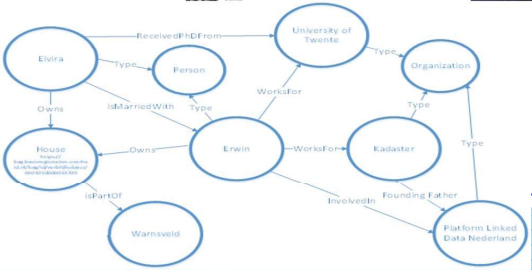 ReceivedPhDFrom
University of
Twente
Elvira
Type
Person
Type
Organization
Owns
IsMarriedWith
Type
WorksFor
Type
House
Owns
Erwin
WorksFor
Kadaster
Type
isPartOf
InvolvedIn
Founding Father
Warnsveld
Platform Linked
Data Nederland